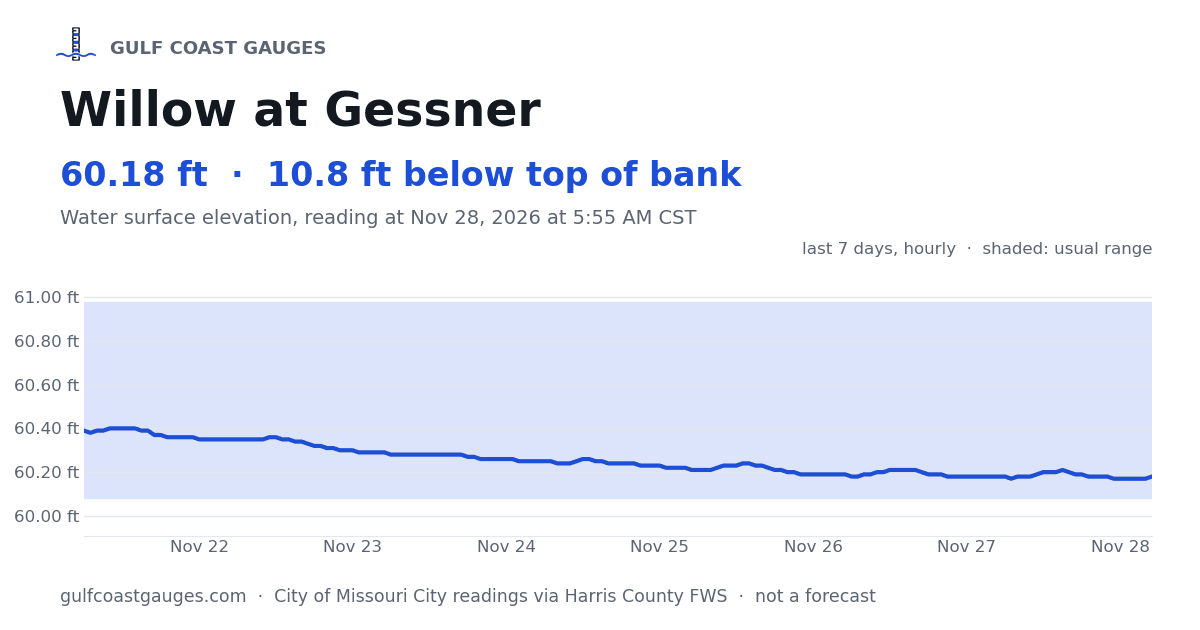 GULF COAST GAUGES
Willow at Gessner
60.18 ft · 10.8 ft below top of bank
Water surface elevation, reading at Nov 28, 2026 at 5:55 AM CST
last 7 days, hourly · shaded: usual range
61.00 ft
60.80 ft
60.60 ft
60.40 ft
60.20 ft
60.00 ft
Nov 22 Nov 23 Nov 24 Nov 25 Nov 26 Nov 27 Nov 28
gulfcoastgauges.com · City of Missouri City readings via Harris County FWS · not a forecast